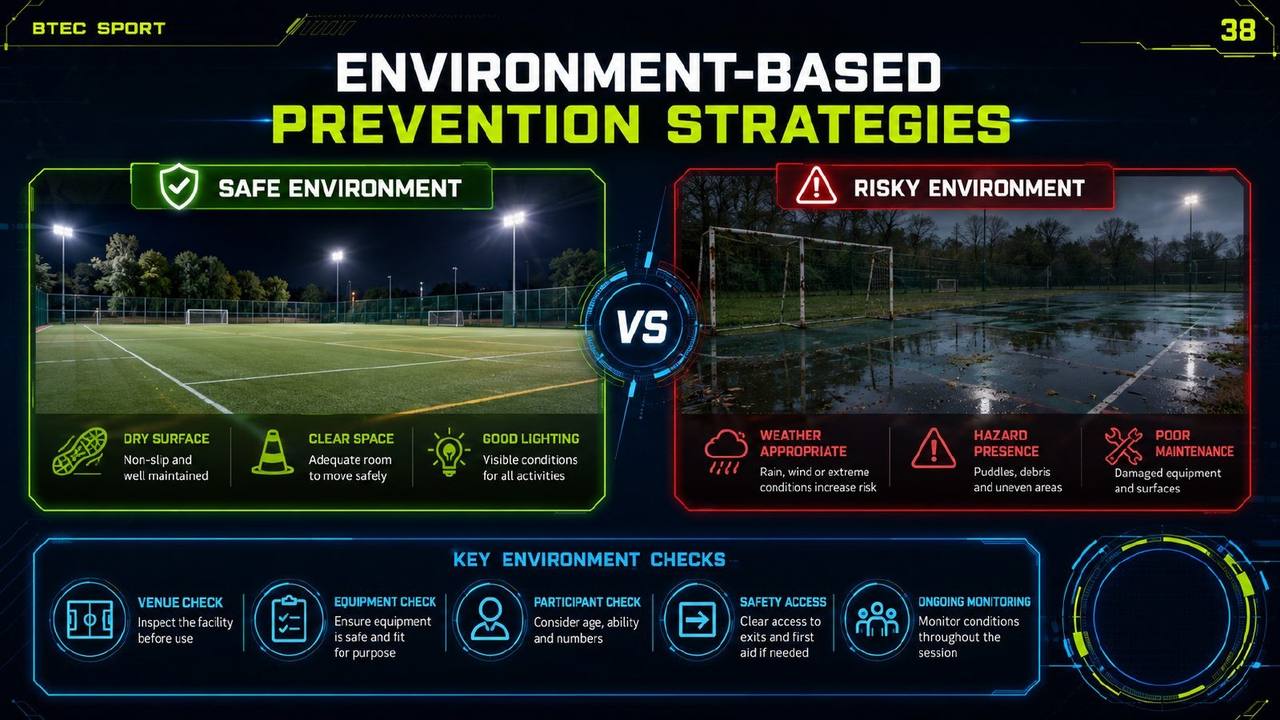 BTEC SPORT
38
ENVIRONMENT-BASED
PREVENTION STRATEGIES
SAFE ENVIRONMENT
DRY SURFACE
Non-slip and
well maintained
CLEAR SPACE
Adequate room
to move safely
GOOD LIGHTING
Visible conditions
for all activities
VS
RISKY ENVIRONMENT
WEATHER
APPROPRIATE
Rain, wind or extreme
conditions increase risk
HAZARD
PRESENCE
Puddles, debris
and uneven areas
POOR
MAINTENANCE
Damaged equipment
and surfaces
KEY ENVIRONMENT CHECKS
VENUE CHECK
Inspect the facility
before use
EQUIPMENT CHECK
Ensure equipment
is safe and fit
for purpose
PARTICIPANT CHECK
Consider age, ability
and numbers
SAFETY ACCESS
Clear access to
exits and first
aid if needed
ONGOING MONITORING
Monitor conditions
throughout the
session